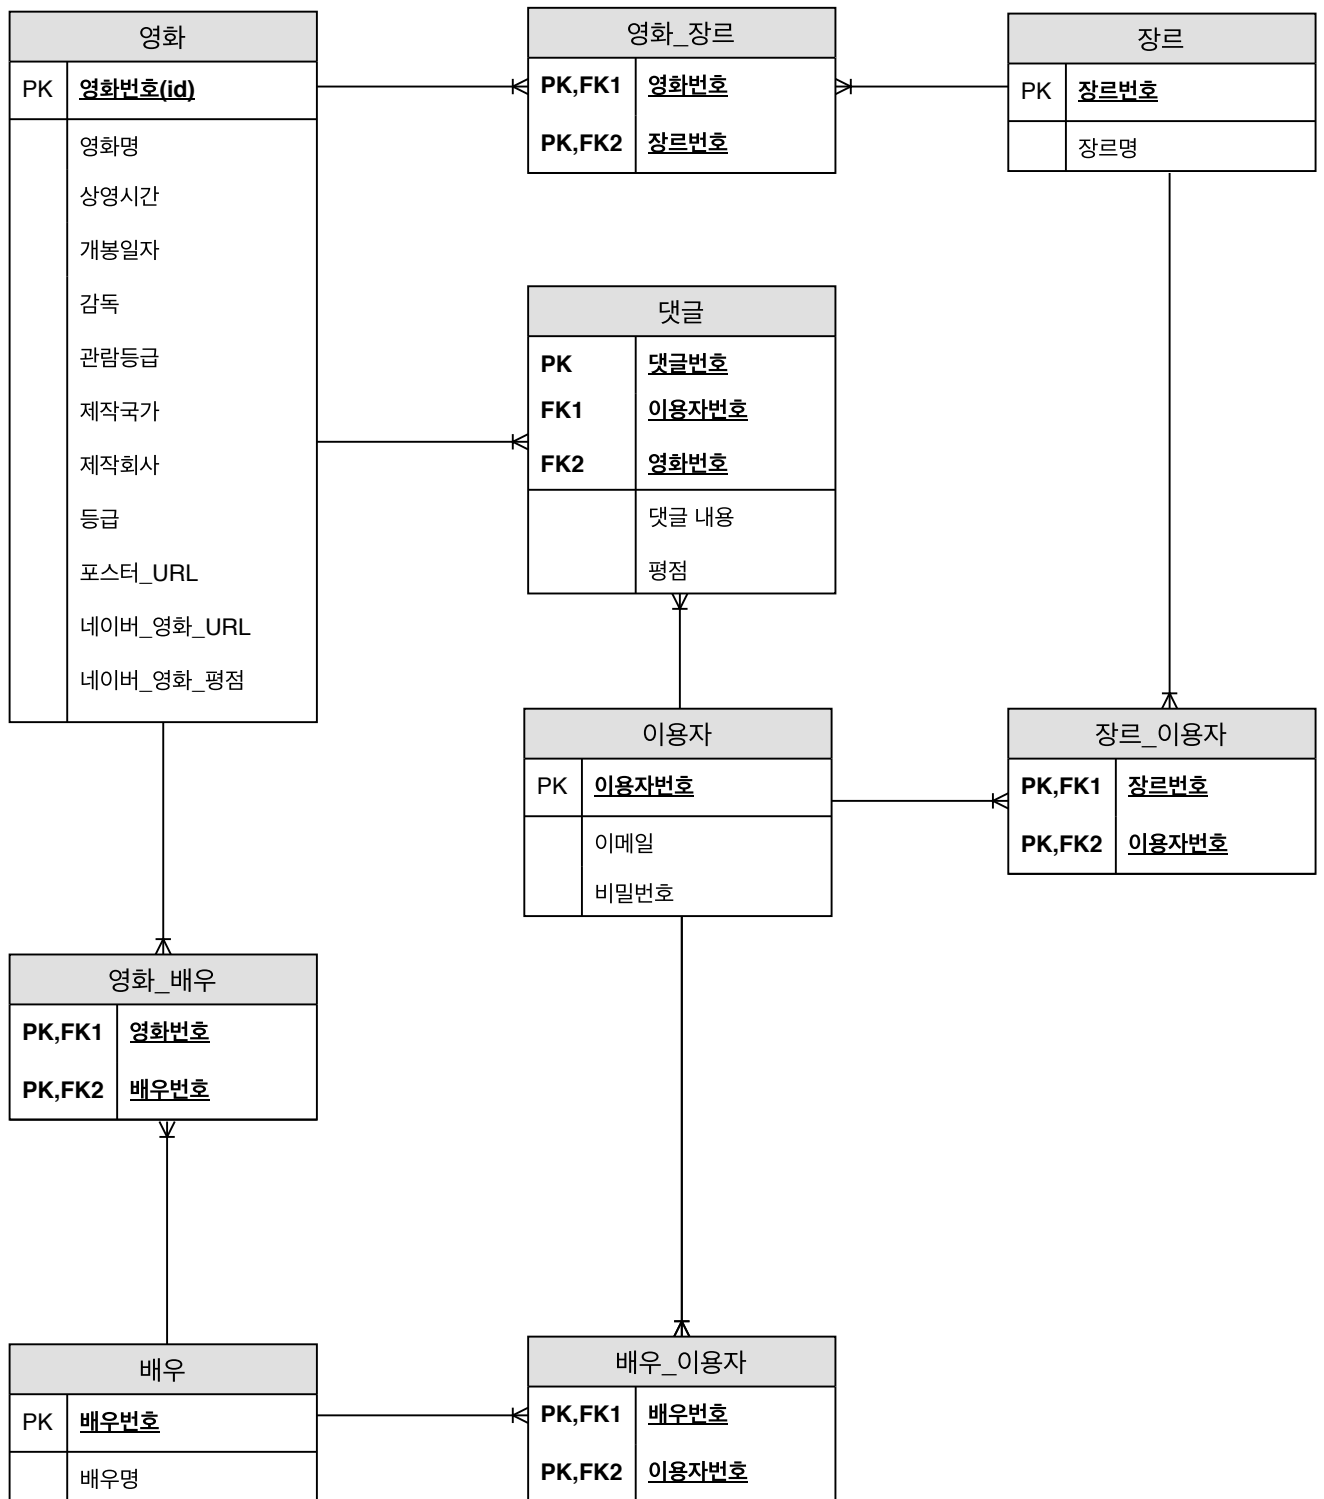 영화
PK 영화번호(id)
영화명
상영시간
개봉일자
감독
관람등급
제작국가
제작회사
등급
포스터_URL
네이버_영화_URL
네이버_영화_평점
영화_장르
PK,FK1 영화번호
PK,FK2 장르번호
장르
PK 장르번호
장르명
댓글
PK 댓글번호
FK1 이용자번호
FK2 영화번호
댓글 내용
평점
이용자
PK 이용자번호
이메일
비밀번호
장르_이용자
PK,FK1 장르번호
PK,FK2 이용자번호
영화_배우
PK,FK1 영화번호
PK,FK2 배우번호
배우
PK 배우번호
배우명
배우_이용자
PK,FK1 배우번호
PK,FK2 이용자번호